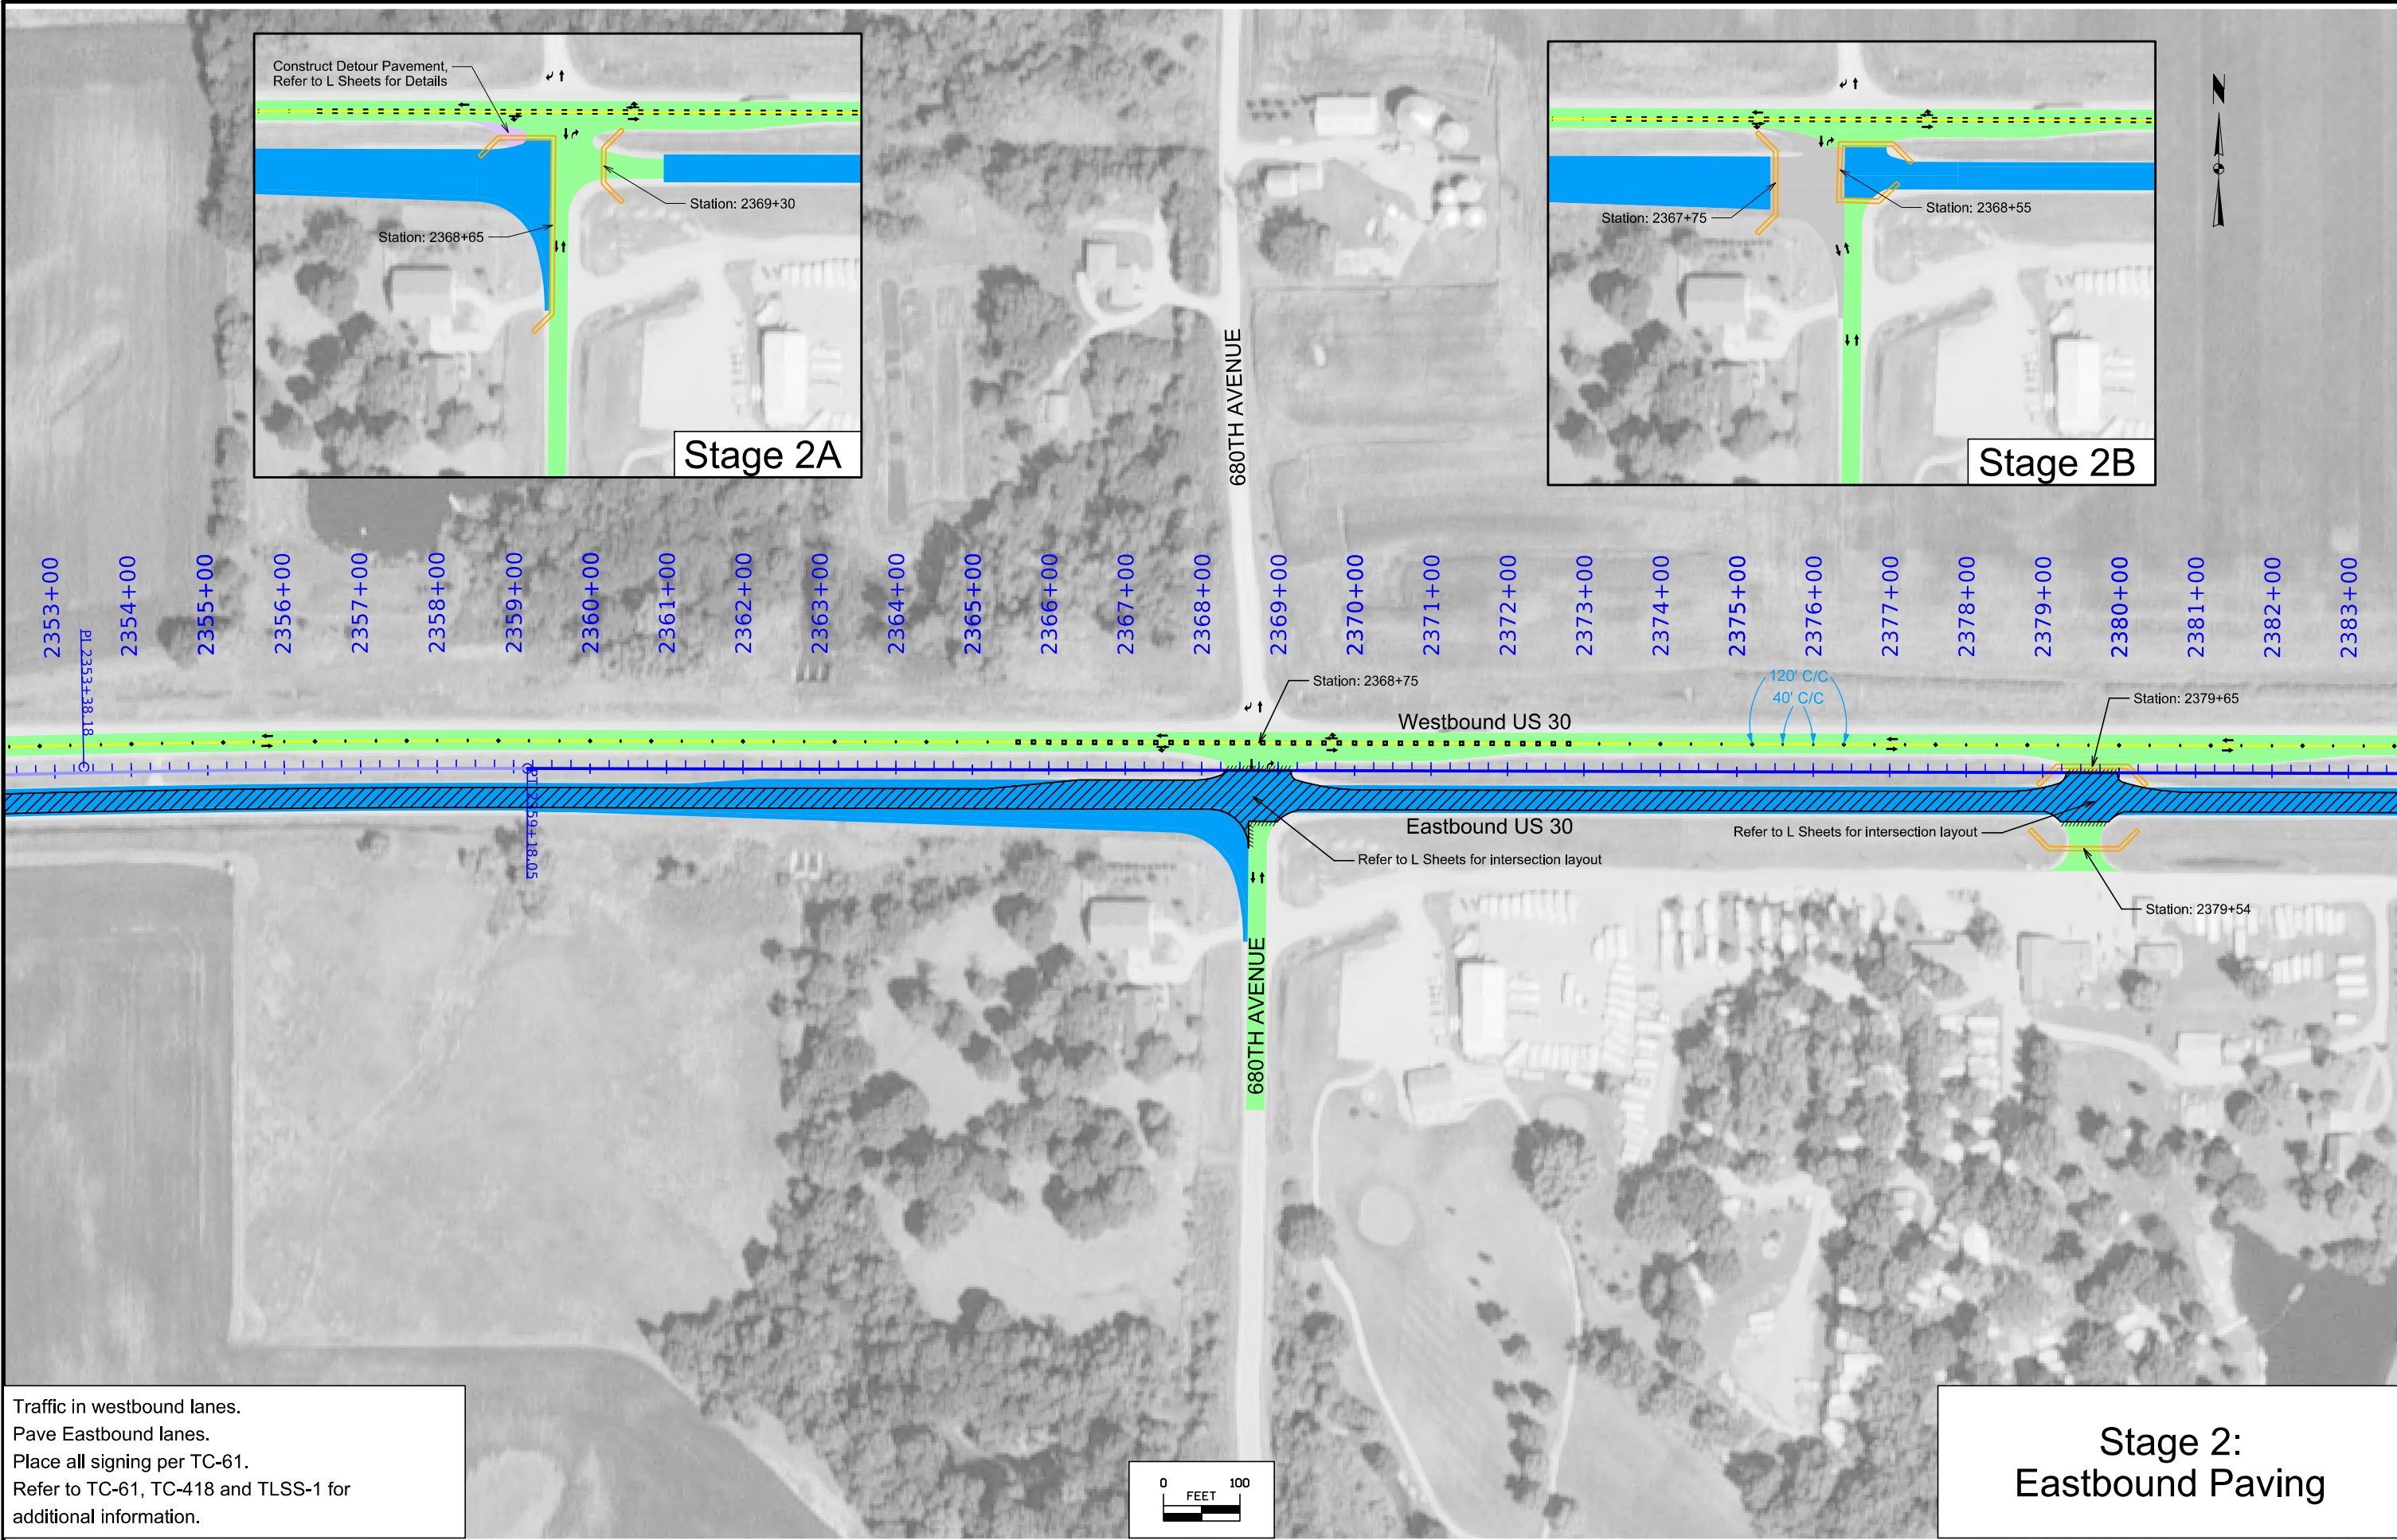 Construct Detour Pavement,
Refer to L Sheets for Details
Station: 2369+30
Station: 2368+65
Stage 2A
Station: 2367+75
Station: 2368+55
Stage 2B
N
680TH AVENUE
2353+00
2354+00
2355+00
2356+00
2357+00
2358+00
2359+00
2360+00
2361+00
2362+00
2363+00
2364+00
2365+00
2366+00
2367+00
2368+00
2369+00
2370+00
2371+00
2372+00
2373+00
2374+00
2375+00
2376+00
2377+00
2378+00
2379+00
2380+00
2381+00
2382+00
2383+00
PI 2353+38.18
Station: 2368+75
120' C/C
40' C/C
Station: 2379+65
Westbound US 30
2359+18.05
Eastbound US 30
Refer to L Sheets for intersection layout
Refer to L Sheets for intersection layout
Station: 2379+54
680TH AVENUE
Traffic in westbound lanes.
Pave Eastbound lanes.
Place all signing per TC-61.
Refer to TC-61, TC-418 and TLSS-1 for
additional information.
0 100
FEET
Stage 2:
Eastbound Paving